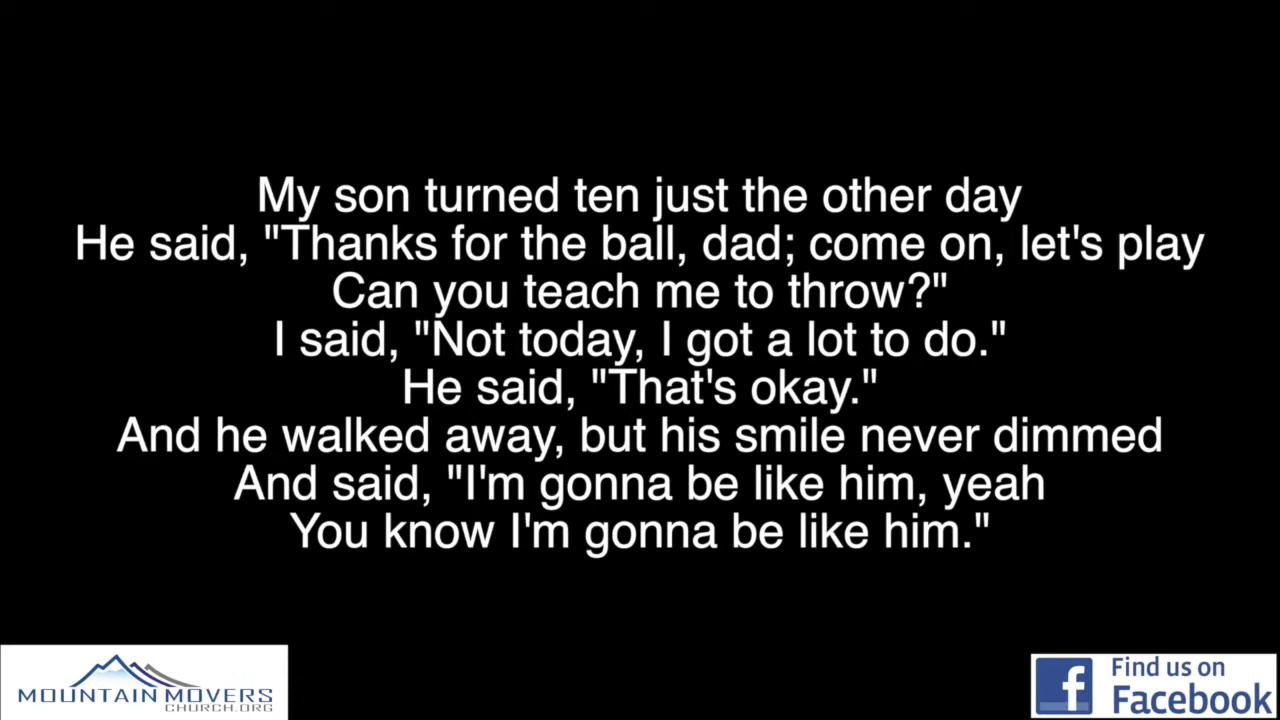 My son turned ten just the other day
He said, "Thanks for the ball, dad; come on, let's play
Can you teach me to throw?"
I said, "Not today, I got a lot to do."
He said, "That's okay."
And he walked away, but his smile never dimmed
And said, "I'm gonna be like him, yeah
You know I'm gonna be like him."
MOUNTAIN MOVERS
CHURCH.ORG
f
Find us on
Facebook